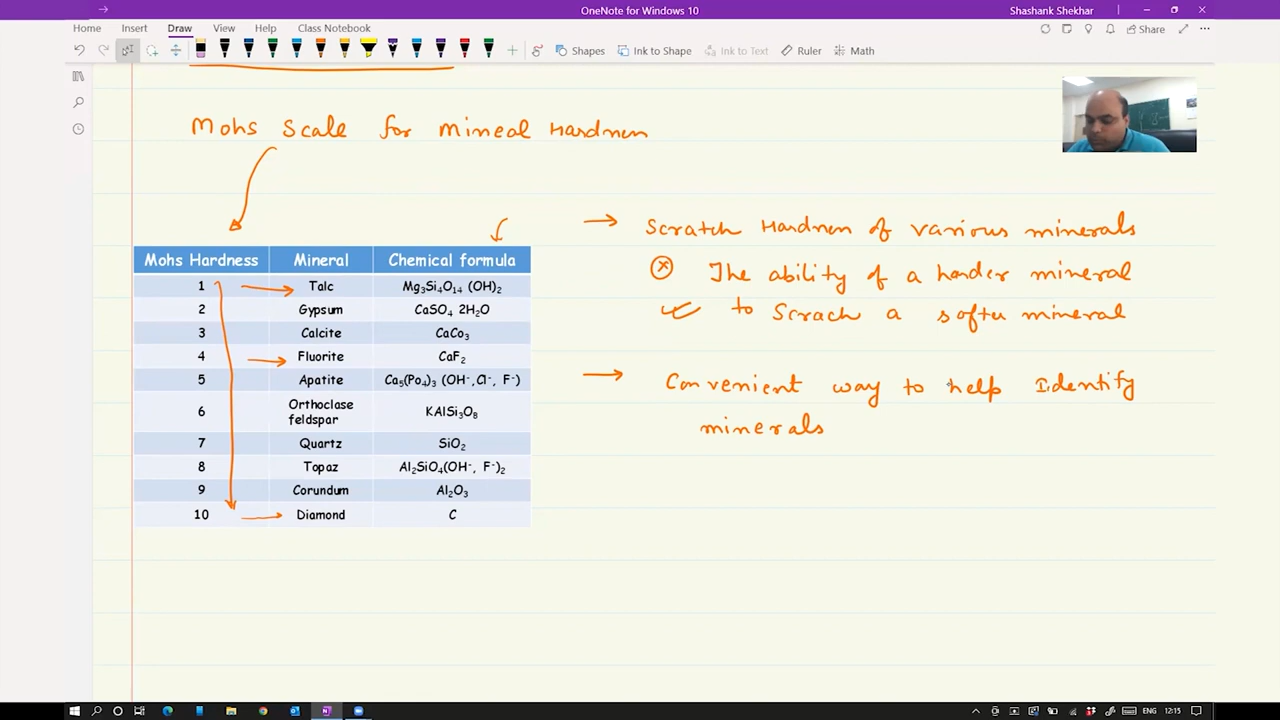 OneNote for Windows 10
Shashank Shekhar
Home Insert Draw View Help Class Notebook
Share
Shapes Ink to Shape Ink to Text Ruler Math
Mohs Scale for Mineal Hardnen
Mohs Hardness Mineral Chemical formula
1 Talc Mg₃Si₄O₁₄ (OH)₂
2 Gypsum CaSO₄ 2H₂O
3 Calcite CaCo₃
4 Fluorite CaF₂
5 Apatite Ca₅(Po₄)₃ (OH⁻,Cl⁻, F⁻)
6 Orthoclase
feldspar KAlSi₃O₈
7 Quartz SiO₂
8 Topaz Al₂SiO₄(OH⁻, F⁻)₂
9 Corundum Al₂O₃
10 Diamond C
→ Scratch Hardnen of various minerals
The ability of a harder mineral
to Scrach a softer mineral
→ Convenient way to help Identify
minerals
ENG 12:15